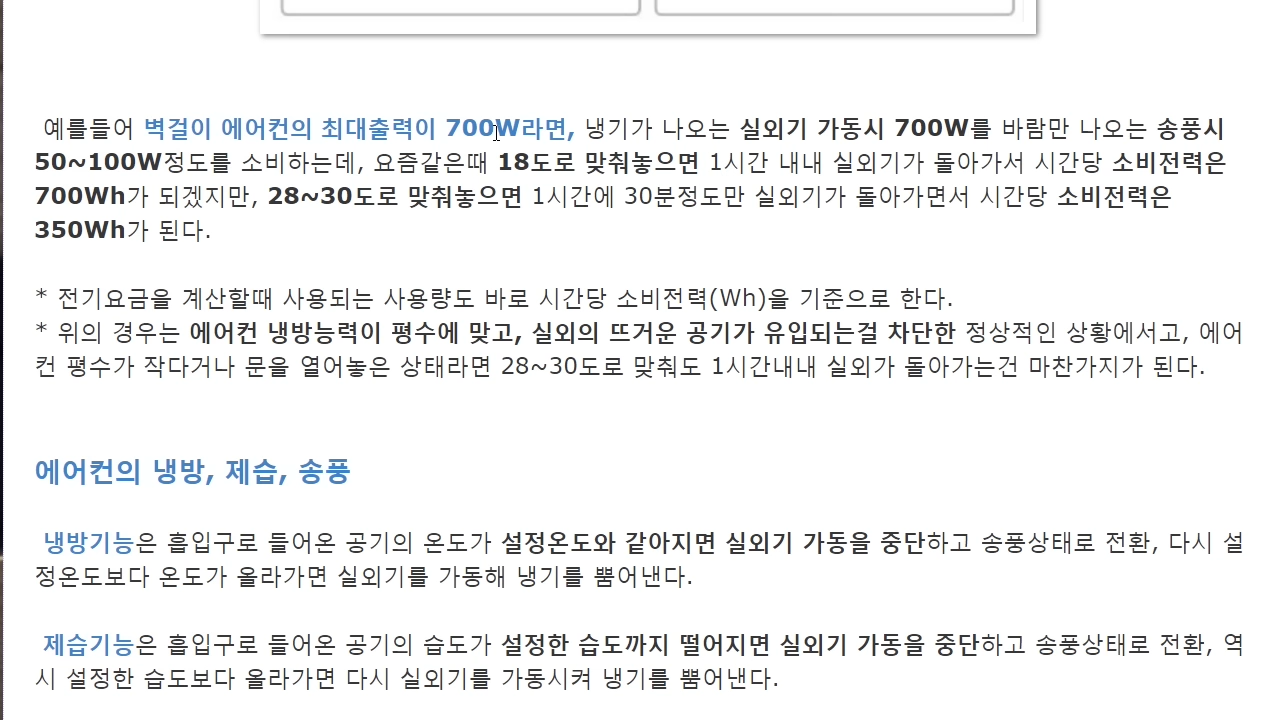 예를들어 벽걸이 에어컨의 최대출력이 700W라면, 냉기가 나오는 실외기 가동시 700W를 바람만 나오는 송풍시
50~100W정도를 소비하는데, 요즘같은때 18도로 맞춰놓으면 1시간 내내 실외기가 돌아가서 시간당 소비전력은
700Wh가 되겠지만, 28~30도로 맞춰놓으면 1시간에 30분정도만 실외기가 돌아가면서 시간당 소비전력은
350Wh가 된다.
* 전기요금을 계산할때 사용되는 사용량도 바로 시간당 소비전력(Wh)을 기준으로 한다.
* 위의 경우는 에어컨 냉방능력이 평수에 맞고, 실외의 뜨거운 공기가 유입되는걸 차단한 정상적인 상황에서고, 에어
컨 평수가 작다거나 문을 열어놓은 상태라면 28~30도로 맞춰도 1시간내내 실외가 돌아가는건 마찬가지가 된다.
에어컨의 냉방, 제습, 송풍
냉방기능은 흡입구로 들어온 공기의 온도가 설정온도와 같아지면 실외기 가동을 중단하고 송풍상태로 전환, 다시 설
정온도보다 온도가 올라가면 실외기를 가동해 냉기를 뿜어낸다.
제습기능은 흡입구로 들어온 공기의 습도가 설정한 습도까지 떨어지면 실외기 가동을 중단하고 송풍상태로 전환, 역
시 설정한 습도보다 올라가면 다시 실외기를 가동시켜 냉기를 뿜어낸다.